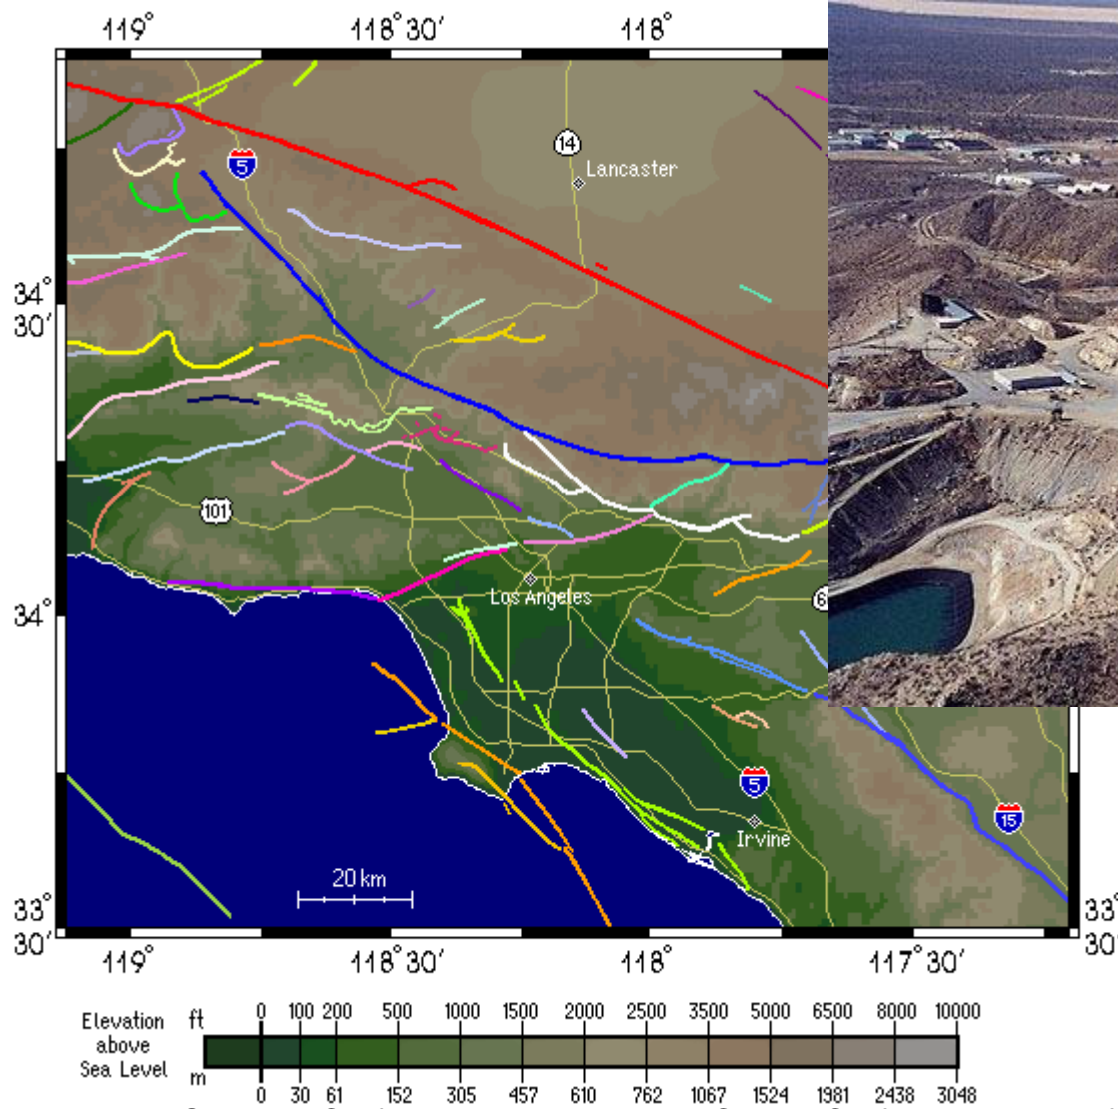 119° 118°30' 118°
14
5
Lancaster
34°
30'
101
Los Angeles
6
34°
5
15
Irvine
20 km
33°
30'
33°
30
119° 118°30' 118° 117°30'
Elevation above Sea Level
ft 0 100 200 500 1000 1500 2000 2500 3500 5000 6500 8000 10000
m 0 30 61 152 305 457 610 762 1067 1524 1981 2438 3048